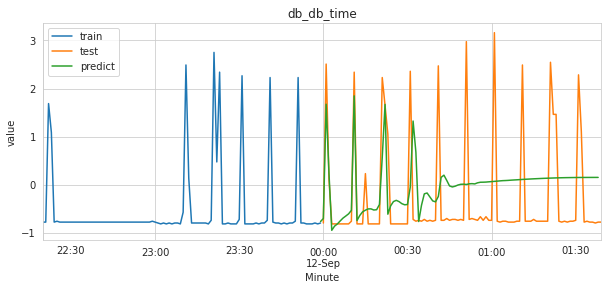 db_db_time
train
test
predict
value
3
2
1
0
−1
22:30
23:00
23:30
00:00
12-Sep
00:30
01:00
01:30
Minute